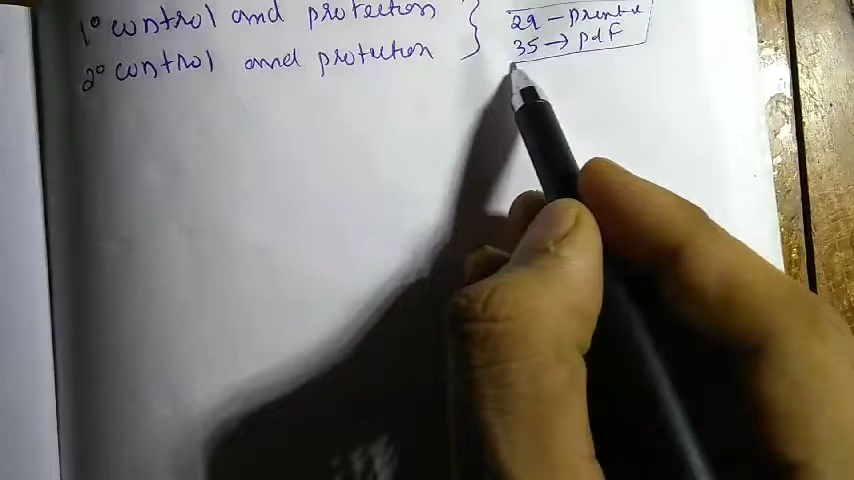 1° control and protection
2° control and protection
29 - printed
35 → pdf